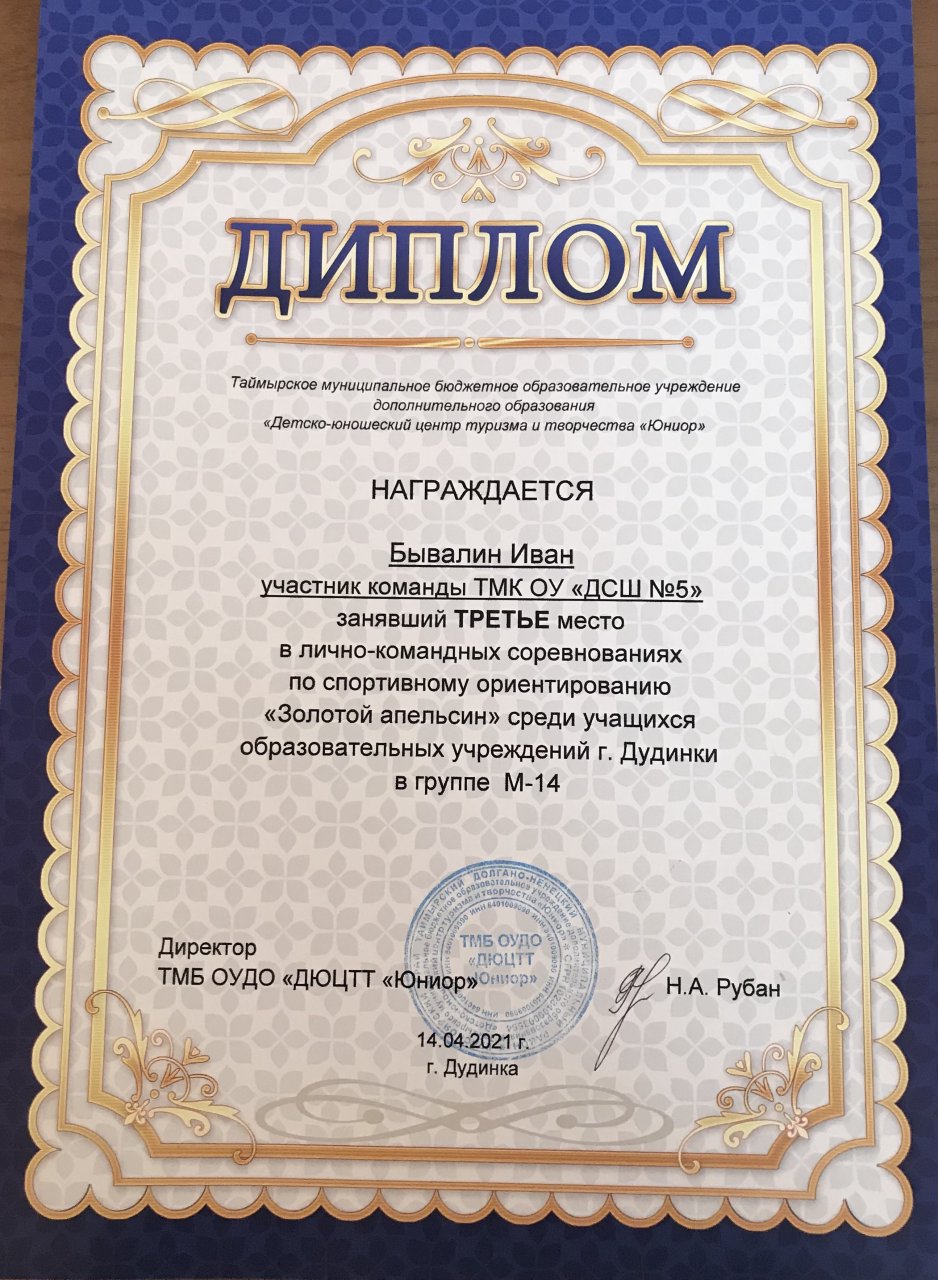 ДИПЛОМ
Таймырское муниципальное бюджетное образовательное учреждение
дополнительного образования
«Детско-юношеский центр туризма и творчества «Юниор»
НАГРАЖДАЕТСЯ
Бывалин Иван
участник команды ТМК ОУ «ДСШ №5»
занявший ТРЕТЬЕ место
в лично-командных соревнованиях
по спортивному ориентированию
«Золотой апельсин» среди учащихся
образовательных учреждений г. Дудинки
в группе М-14
ТМБ ОУДО
«ДЮЦТТ
Юниор»
Директор
ТМБ ОУДО «ДЮЦТТ «Юниор»
Н.А. Рубан
14.04.2021 г.
г. Дудинка